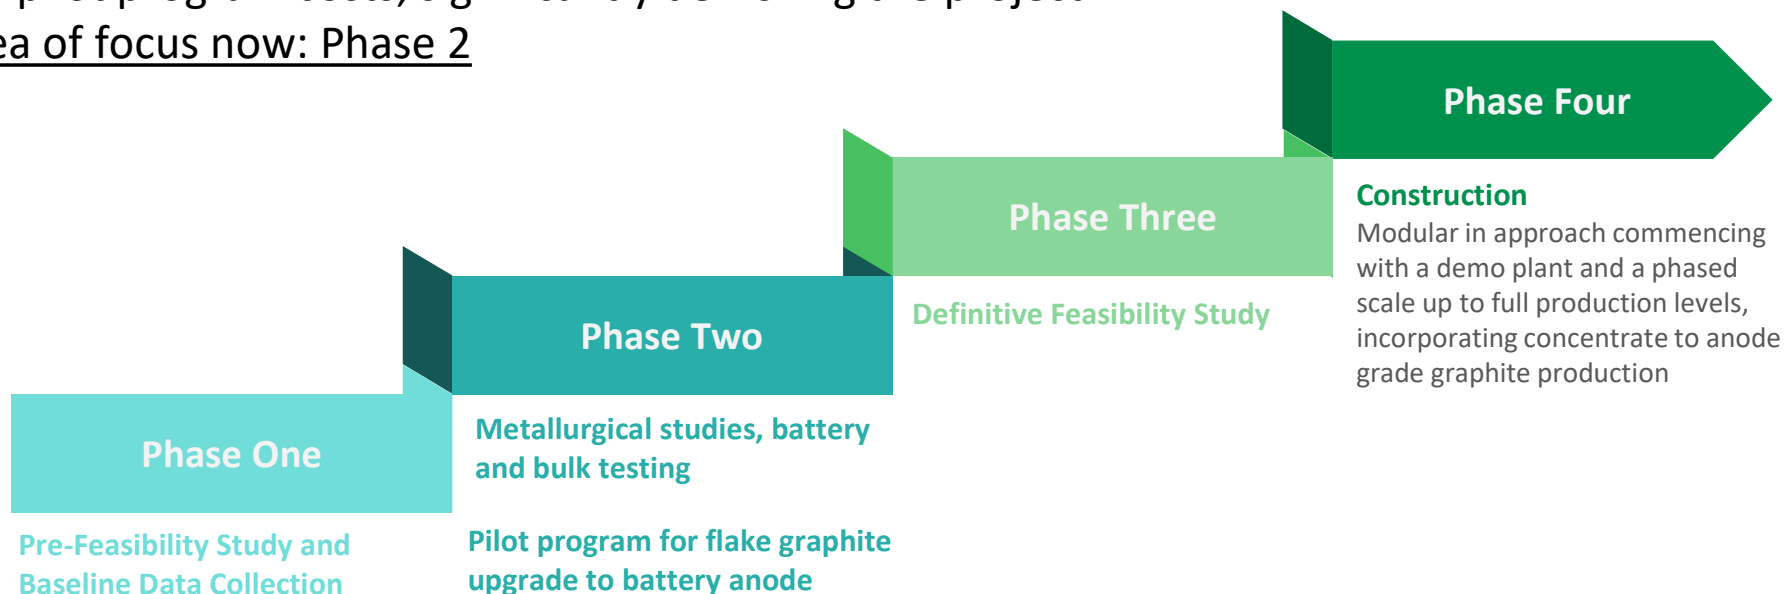 area of focus now: Phase 2
Phase Four
Construction
Modular in approach commencing
with a demo plant and a phased
scale up to full production levels,
incorporating concentrate to anode
grade graphite production
Phase Three
Definitive Feasibility Study
Phase Two
Metallurgical studies, battery
and bulk testing
Pilot program for flake graphite
upgrade to battery anode
Phase One
Pre-Feasibility Study and
Baseline Data Collection